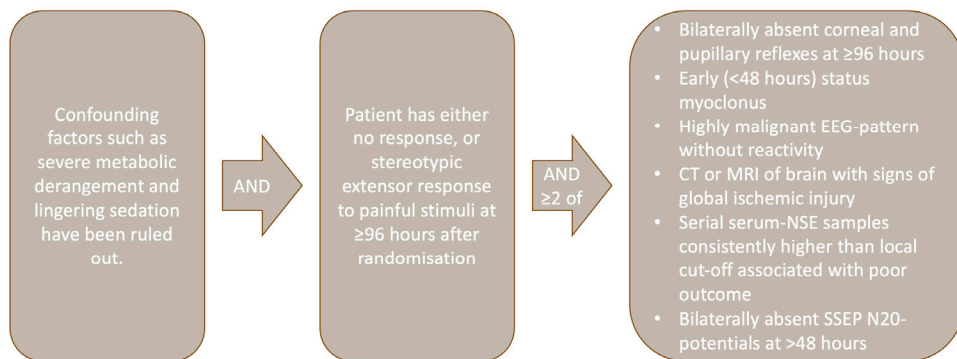 Confounding
factors such as
severe metabolic
derangement and
lingering sedation
have been ruled
out.
AND
Patient has either
no response, or
stereotypic
extensor response
to painful stimuli at
≥96 hours after
randomisation
AND
≥2 of
• Bilaterally absent corneal and
pupillary reflexes at ≥96 hours
• Early (<48 hours) status
myoclonus
• Highly malignant EEG-pattern
without reactivity
• CT or MRI of brain with signs of
global ischemic injury
• Serial serum-NSE samples
consistently higher than local
cut-off associated with poor
outcome
• Bilaterally absent SSEP N20-
potentials at >48 hours